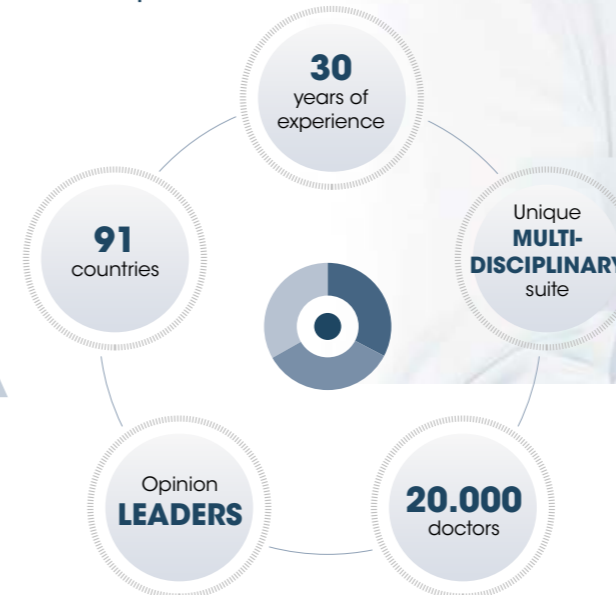 30
years of
experience
91
countries
Unique
MULTI-
DISCIPLINARY
suite
Opinion
LEADERS
20.000
doctors